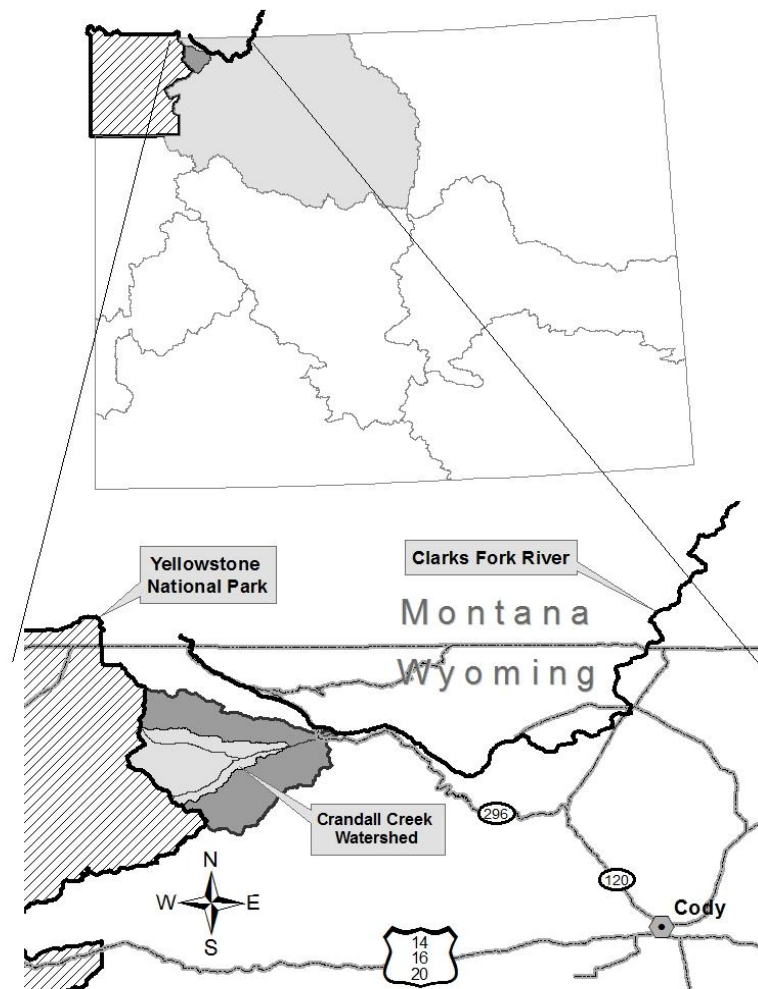 Yellowstone
National Park
Clarks Fork River
Montana
Wyoming
Crandall Creek
Watershed
296
N
W E
S
120
Cody
14
16
20